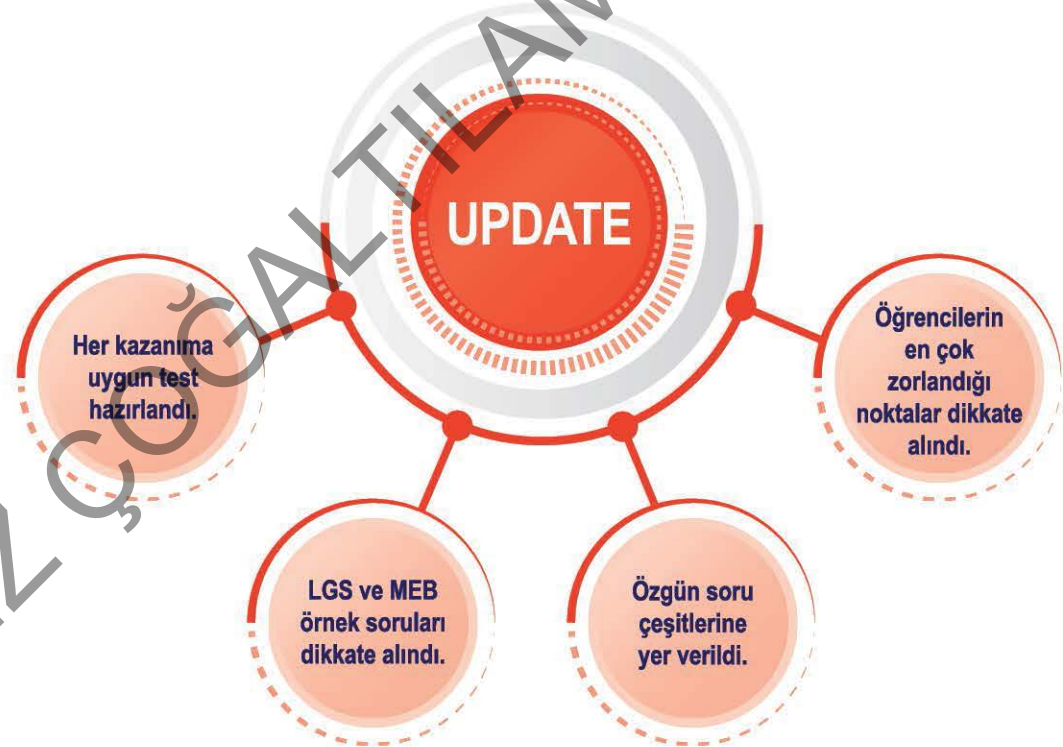 UPDATE
Her kazanıma
uygun test
hazırlandı.
LGS ve MEB
örnek soruları
dikkate alındı.
Özgün soru
çeşitlerine
yer verildi.
Öğrencilerin
en çok
zorlandığı
noktalar dikkate
alındı.